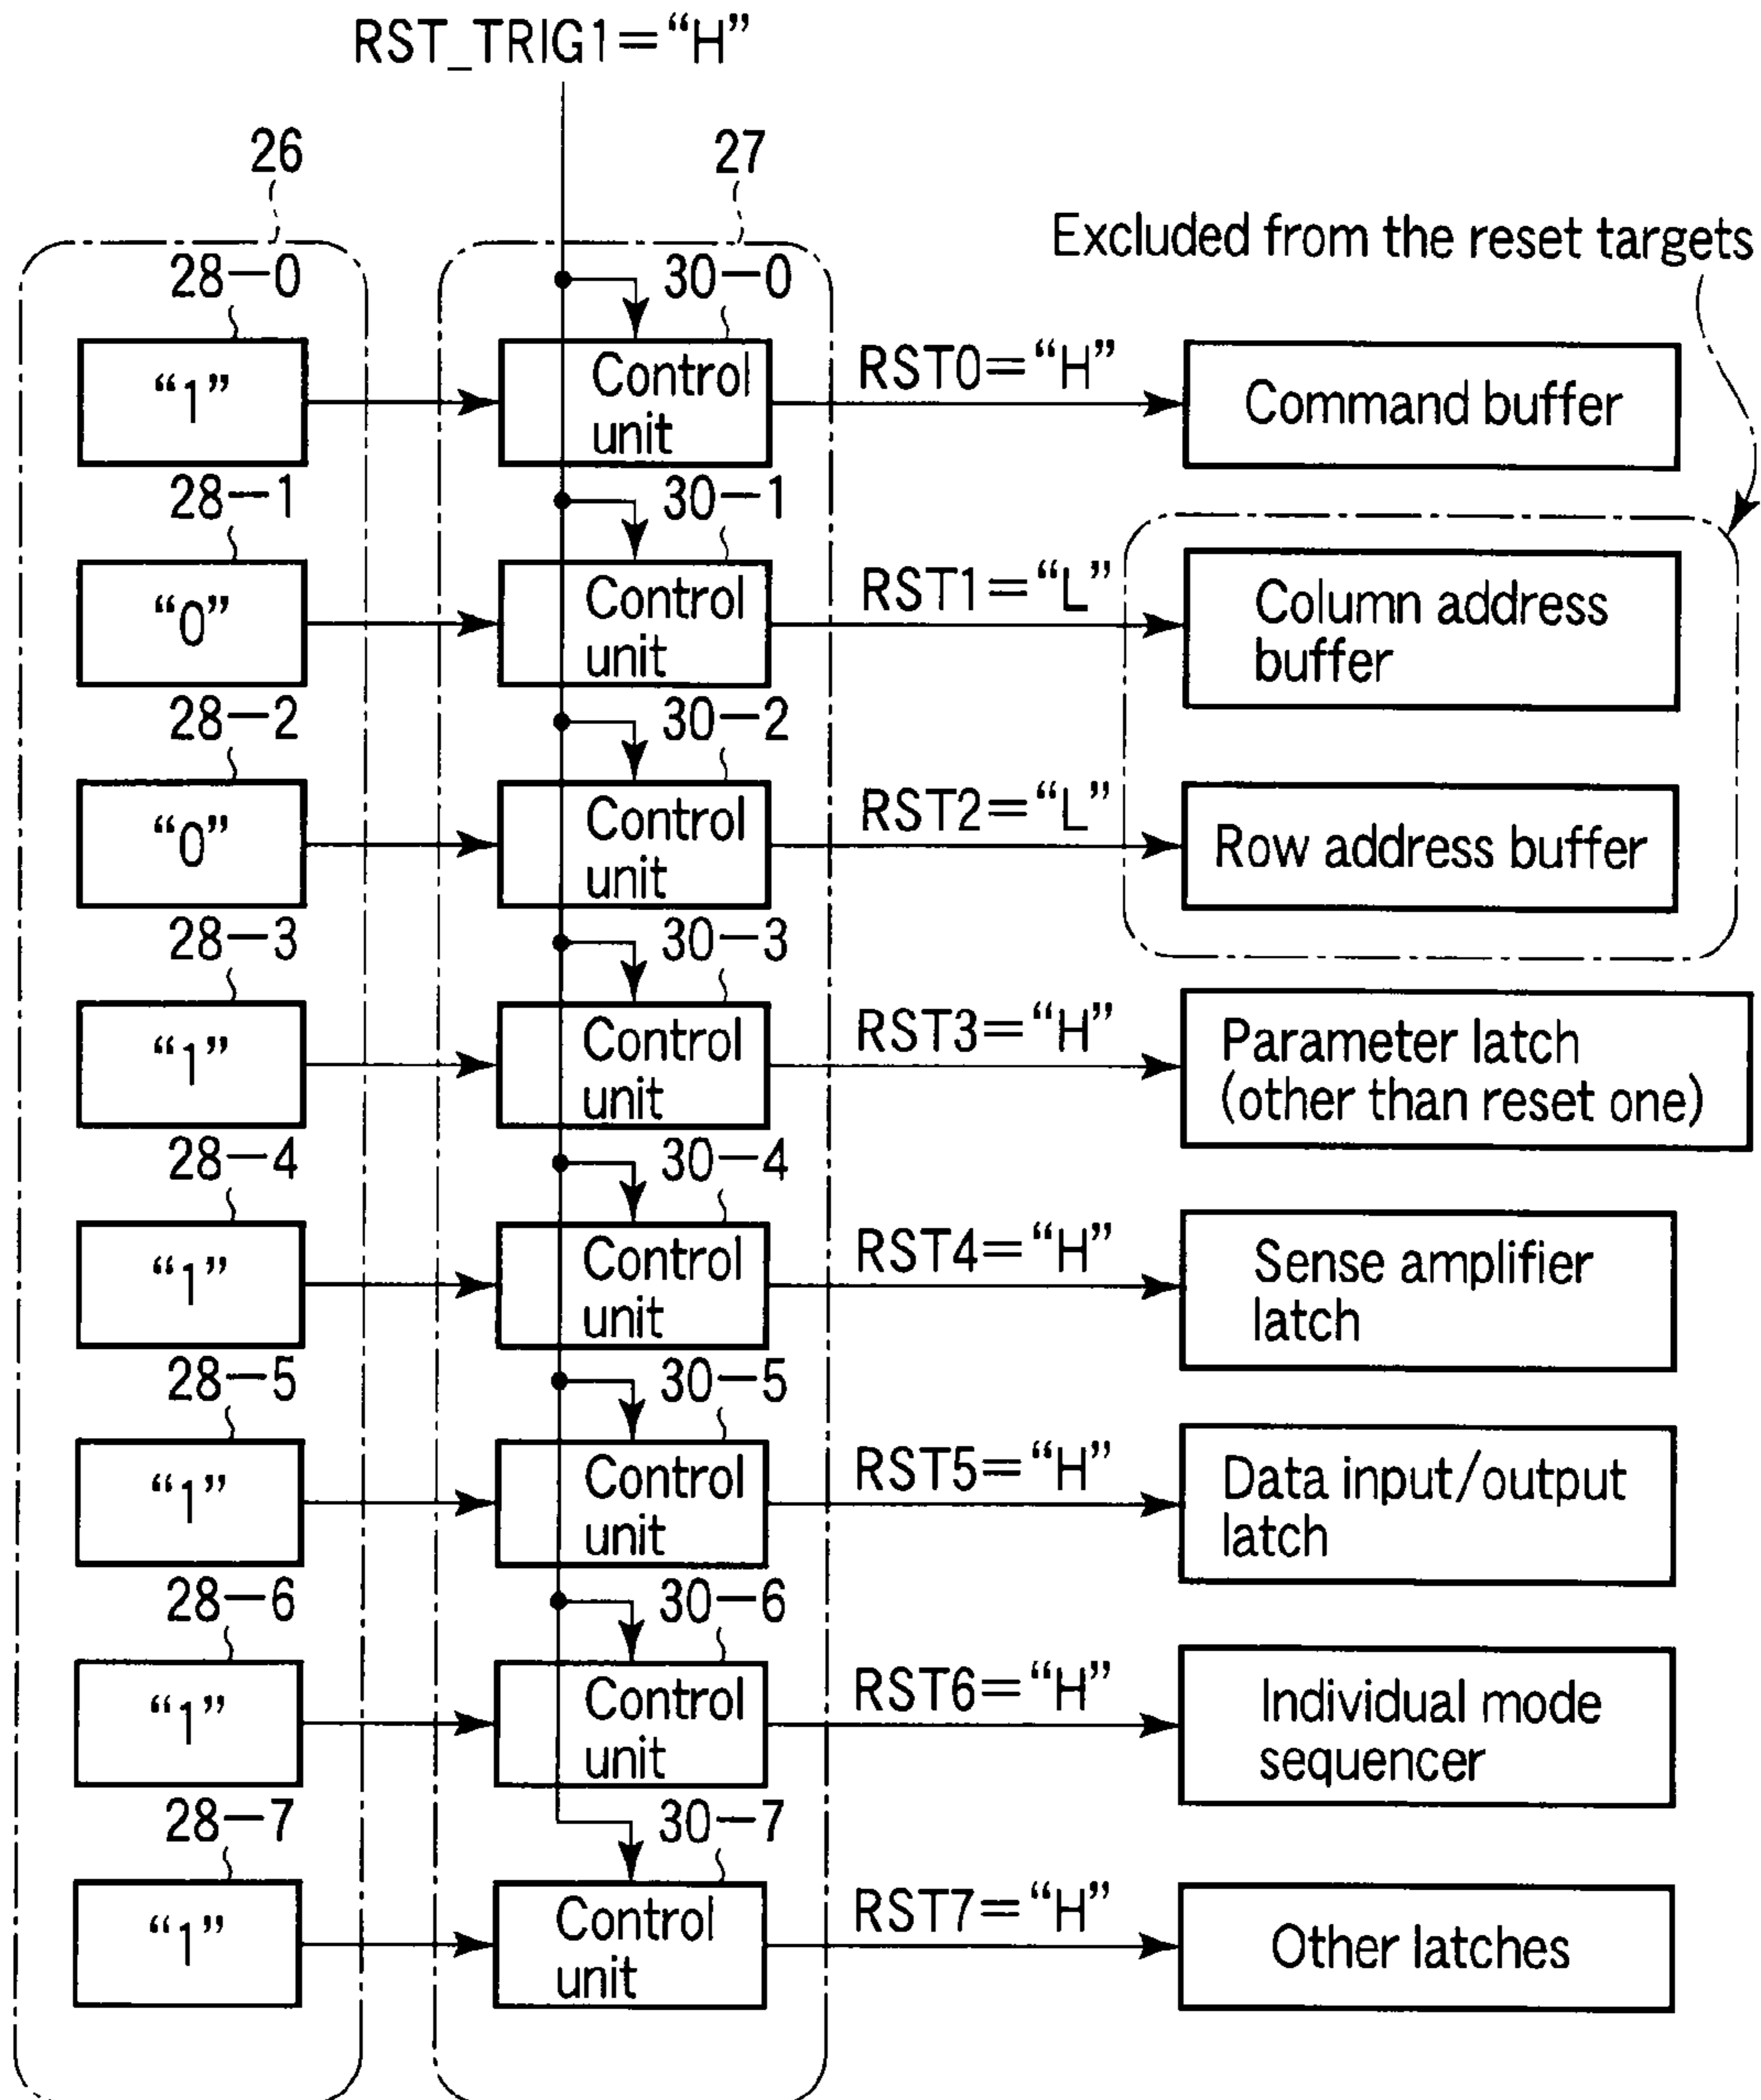 RST_TRIG1=“H”
26
27
Excluded from the reset targets
28-0
30-0
“1”
Control
unit
RST0=“H”
Command buffer
28-1
30-1
“0”
Control
unit
RST1=“L”
Column address
buffer
28-2
30-2
“0”
Control
unit
RST2=“L”
Row address buffer
28-3
30-3
“1”
Control
unit
RST3=“H”
Parameter latch
(other than reset one)
28-4
30-4
“1”
Control
unit
RST4=“H”
Sense amplifier
latch
28-5
30-5
“1”
Control
unit
RST5=“H”
Data input/output
latch
28-6
30-6
“1”
Control
unit
RST6=“H”
Individual mode
sequencer
28-7
30-7
“1”
Control
unit
RST7=“H”
Other latches